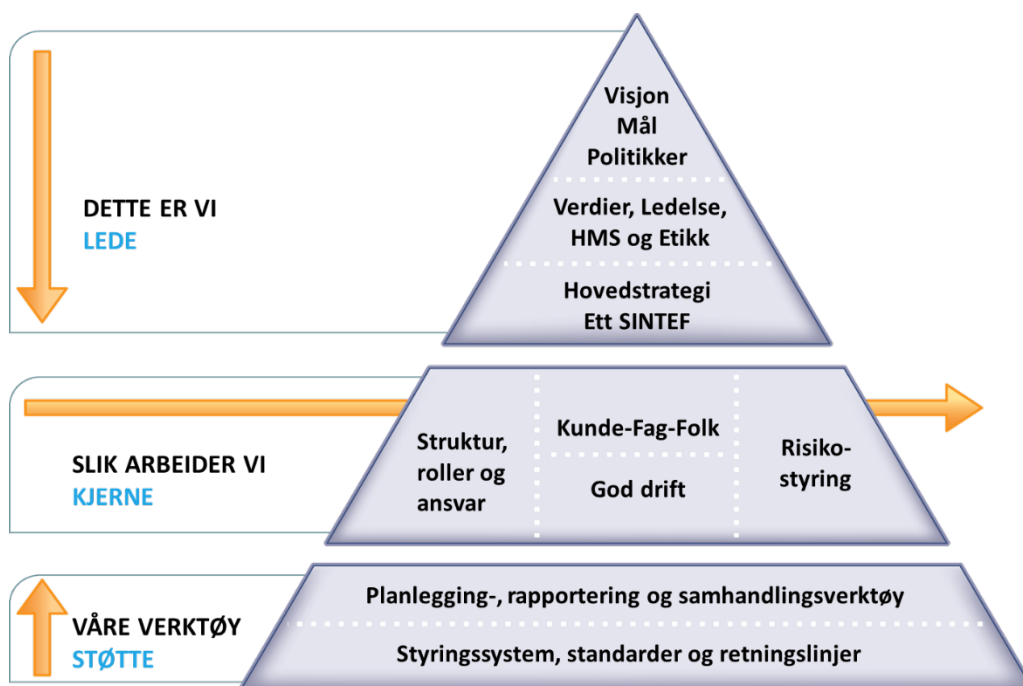 Visjon
Mål
Politikker
DETTE ER VI
LEDE
Verdier, Ledelse,
HMS og Etikk
Hovedstrategi
Ett SINTEF
SLIK ARBEIDER VI
KJERNE
Struktur,
roller og
ansvar
Kunde-Fag-Folk
God drift
Risiko-
styring
VÅRE VERKTØY
STØTTE
Planlegging-, rapportering og samhandlingsverktøy
Styringssystem, standarder og retningslinjer